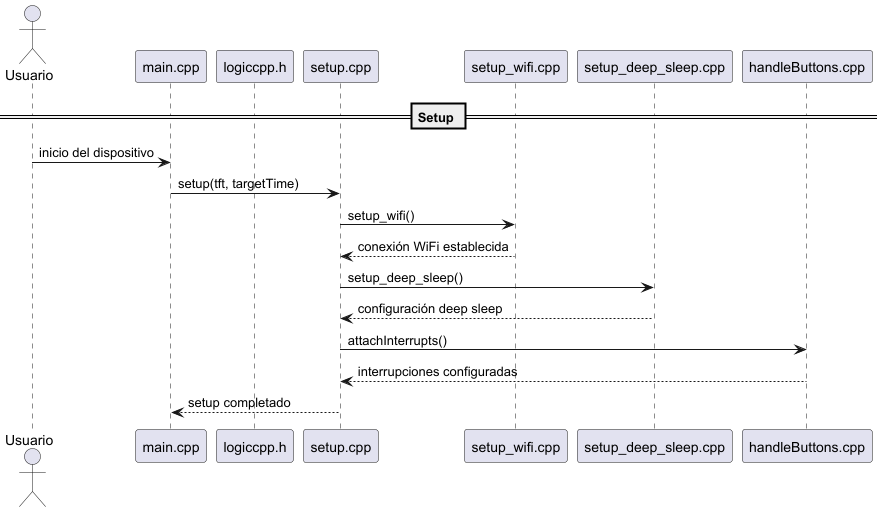 Usuario
main.cpp
logiccpp.h
setup.cpp
setup_wifi.cpp
setup_deep_sleep.cpp
handleButtons.cpp
Setup
inicio del dispositivo
setup(tft, targetTime)
setup_wifi()
conexión WiFi establecida
setup_deep_sleep()
configuración deep sleep
attachInterrupts()
interrupciones configuradas
setup completado
Usuario
main.cpp
logiccpp.h
setup.cpp
setup_wifi.cpp
setup_deep_sleep.cpp
handleButtons.cpp